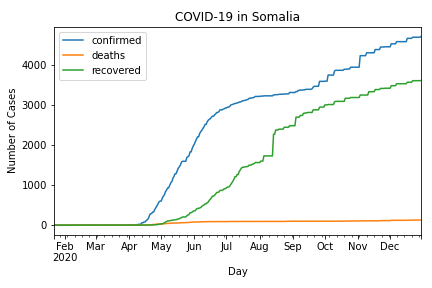 COVID-19 in Somalia
confirmed
deaths
recovered
Number of Cases
4000
3000
2000
1000
0
Feb Mar Apr May Jun Jul Aug Sep Oct Nov Dec
2020
Day